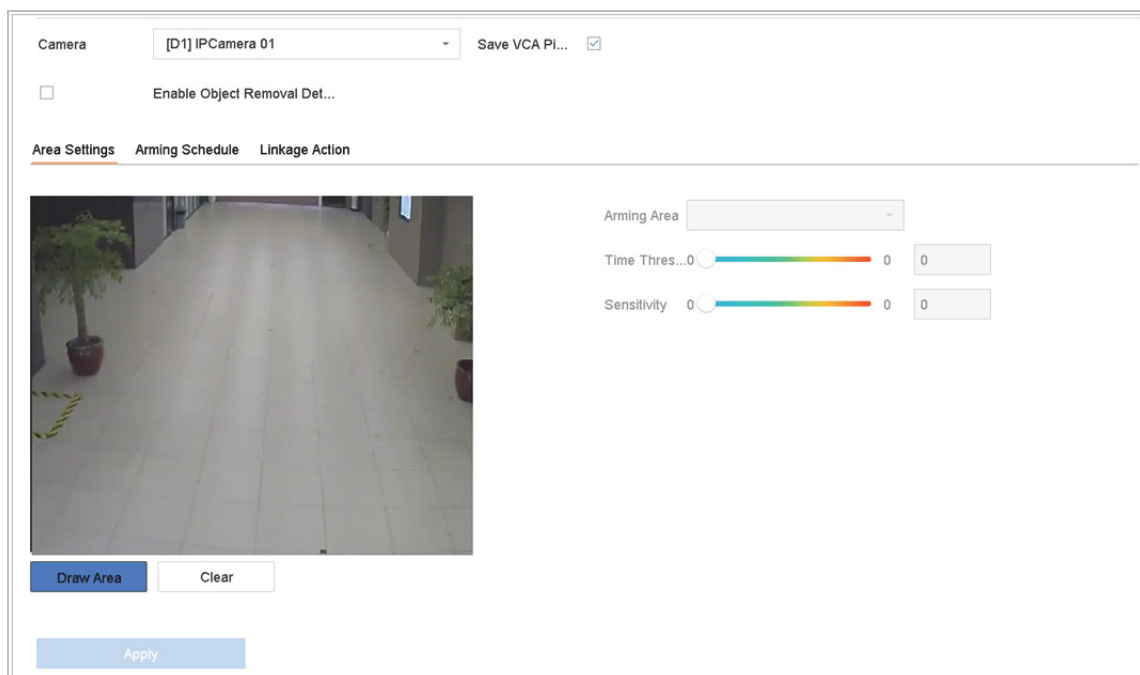 Camera [D1] IPCamera 01 Save VCA Pi...
Enable Object Removal Det...
Area Settings Arming Schedule Linkage Action
Arming Area
Time Thres...0 0 0
Sensitivity 0 0 0
Draw Area Clear
Apply